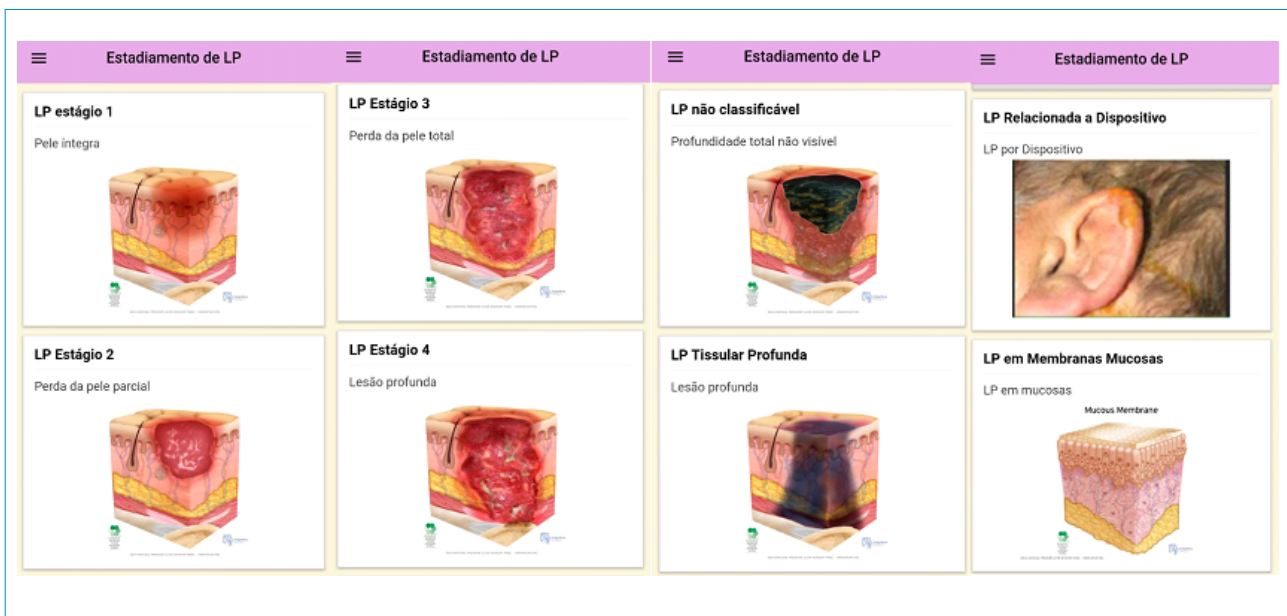 Estadiamento de LP
LP estágio 1
Pele íntegra
LP Estágio 2
Perda da pele parcial
Estadiamento de LP
LP Estágio 3
Perda da pele total
LP Estágio 4
Lesão profunda
Estadiamento de LP
LP não classificável
Profundidade total não visível
LP Tissular Profunda
Lesão profunda
Estadiamento de LP
LP Relacionada a Dispositivo
LP por Dispositivo
LP em Membranas Mucosas
LP em mucosas
Mucous Membrane